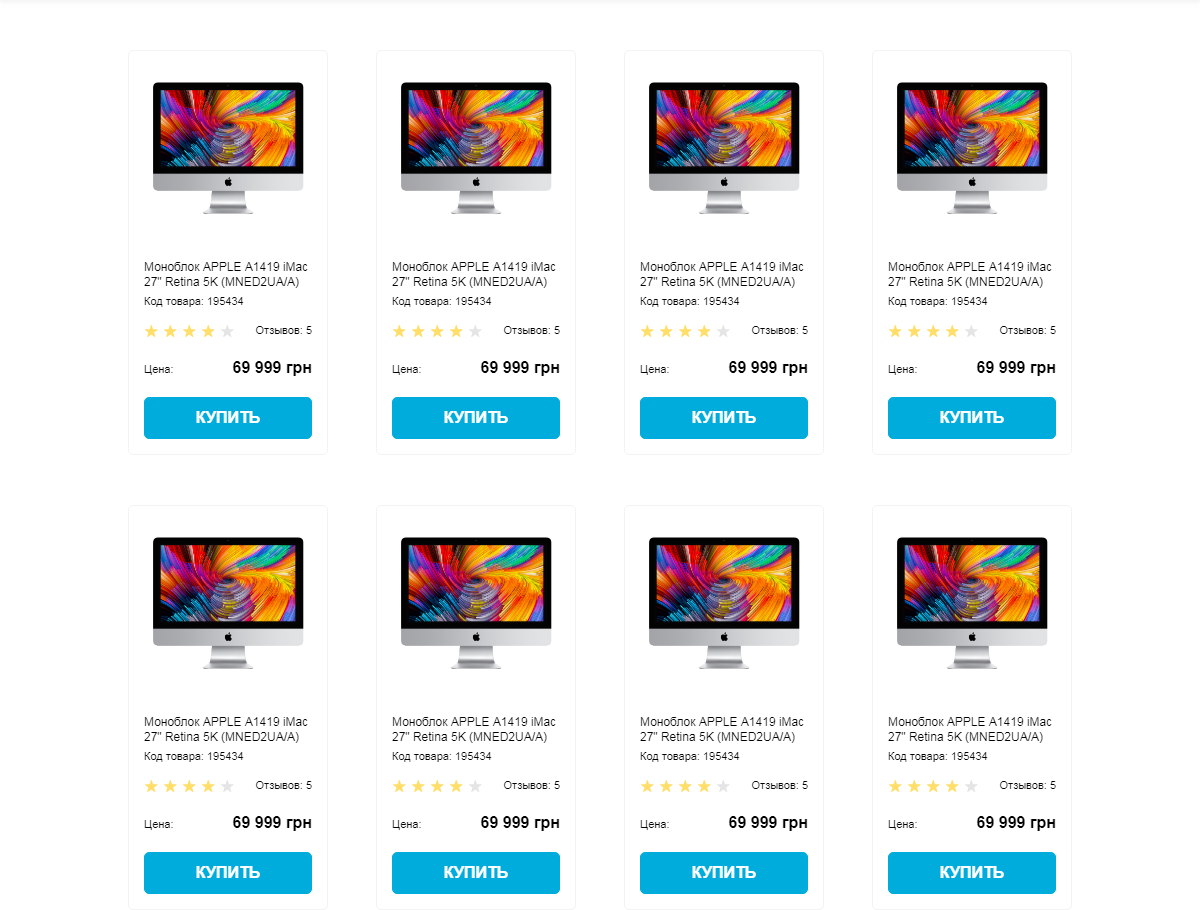 Моноблок APPLE A1419 iMac
27" Retina 5K (MNED2UA/A)
Код товара: 195434
Отзывов: 5
Цена: 69 999 грн
КУПИТЬ
Моноблок APPLE A1419 iMac
27" Retina 5K (MNED2UA/A)
Код товара: 195434
Отзывов: 5
Цена: 69 999 грн
КУПИТЬ
Моноблок APPLE A1419 iMac
27" Retina 5K (MNED2UA/A)
Код товара: 195434
Отзывов: 5
Цена: 69 999 грн
КУПИТЬ
Моноблок APPLE A1419 iMac
27" Retina 5K (MNED2UA/A)
Код товара: 195434
Отзывов: 5
Цена: 69 999 грн
КУПИТЬ
Моноблок APPLE A1419 iMac
27" Retina 5K (MNED2UA/A)
Код товара: 195434
Отзывов: 5
Цена: 69 999 грн
КУПИТЬ
Моноблок APPLE A1419 iMac
27" Retina 5K (MNED2UA/A)
Код товара: 195434
Отзывов: 5
Цена: 69 999 грн
КУПИТЬ
Моноблок APPLE A1419 iMac
27" Retina 5K (MNED2UA/A)
Код товара: 195434
Отзывов: 5
Цена: 69 999 грн
КУПИТЬ
Моноблок APPLE A1419 iMac
27" Retina 5K (MNED2UA/A)
Код товара: 195434
Отзывов: 5
Цена: 69 999 грн
КУПИТЬ